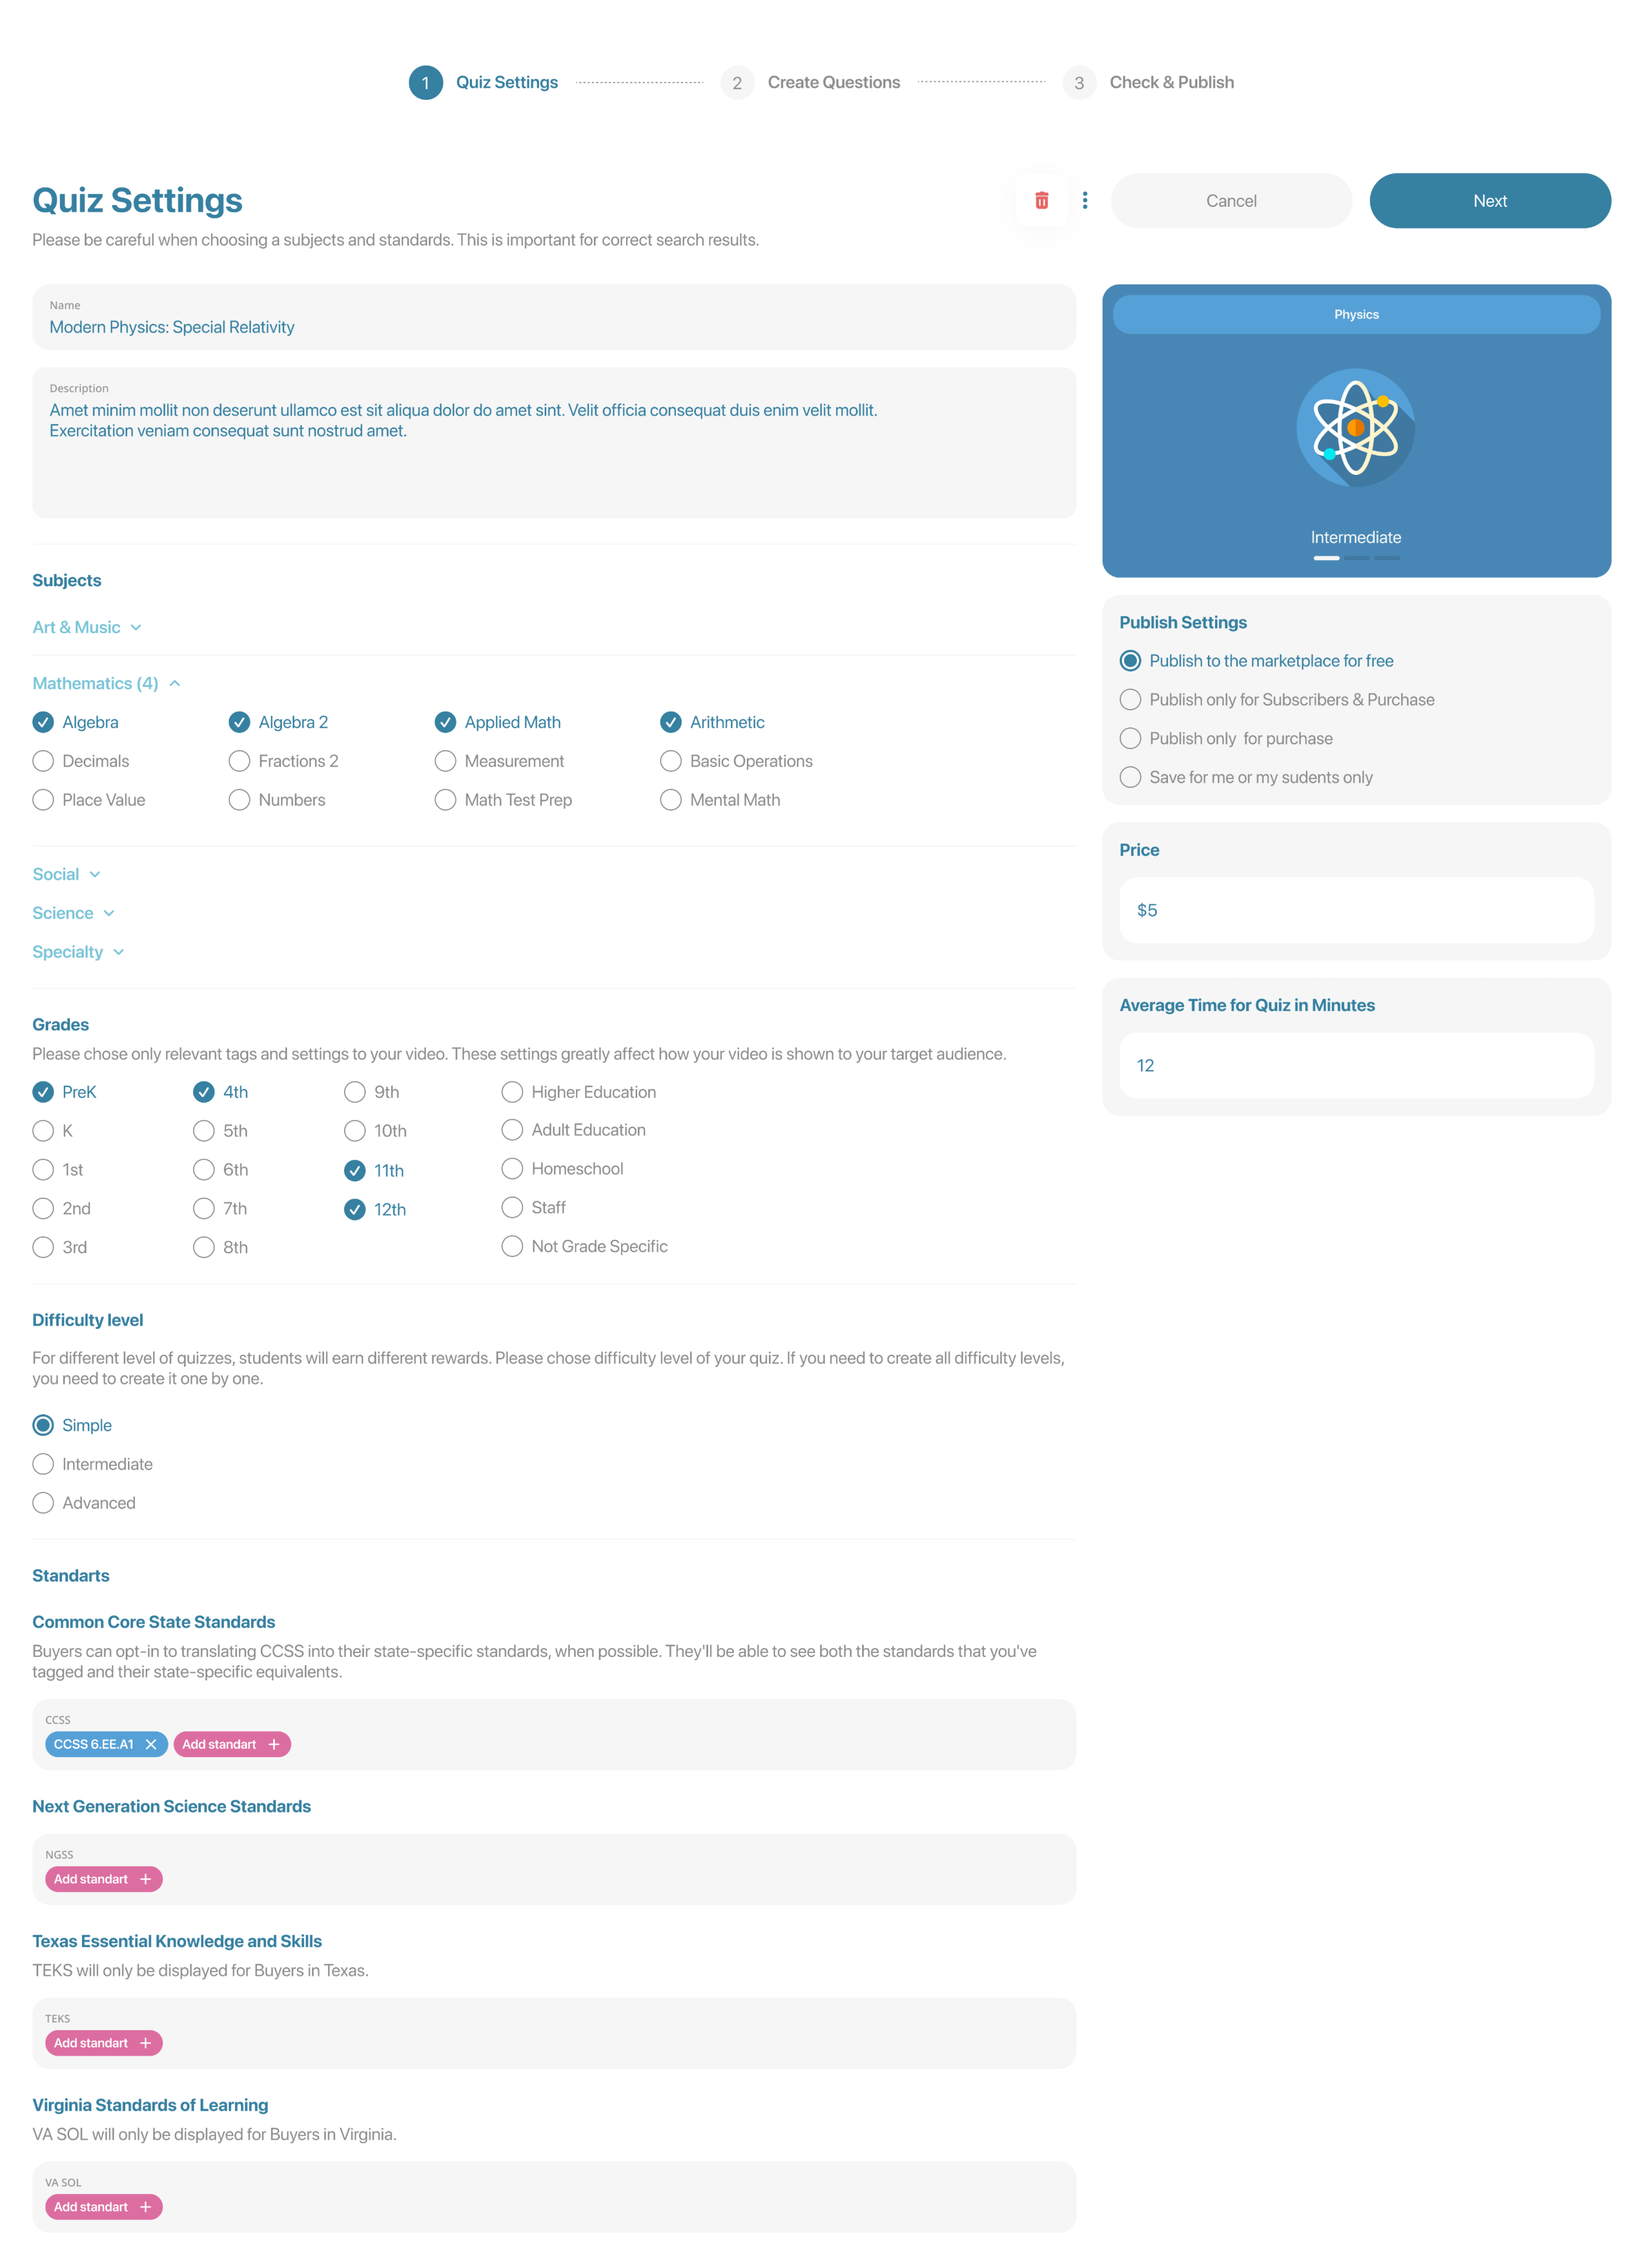 1 Quiz Settings 2 Create Questions 3 Check & Publish
Quiz Settings
Cancel Next
Please be careful when choosing a subjects and standards. This is important for correct search results.
Name
Modern Physics: Special Relativity
Description
Amet minim mollit non deserunt ullamco est sit aliqua dolor do amet sint. Velit officia consequat duis enim velit mollit.
Exercitation veniam consequat sunt nostrud amet.
Subjects
Art & Music
Mathematics (4)
Algebra Algebra 2 Applied Math Arithmetic
Decimals Fractions 2 Measurement Basic Operations
Place Value Numbers Math Test Prep Mental Math
Social
Science
Specialty
Grades
Please chose only relevant tags and settings to your video. These settings greatly affect how your video is shown to your target audience.
PreK 4th 9th Higher Education
K 5th 10th Adult Education
1st 6th 11th Homeschool
2nd 7th 12th Staff
3rd 8th Not Grade Specific
Difficulty level
For different level of quizzes, students will earn different rewards. Please chose difficulty level of your quiz. If you need to create all difficulty levels,
you need to create it one by one.
Simple
Intermediate
Advanced
Standarts
Common Core State Standards
Buyers can opt-in to translating CCSS into their state-specific standards, when possible. They'll be able to see both the standards that you've
tagged and their state-specific equivalents.
CCSS
CCSS 6.EE.A1 Add standart
Next Generation Science Standards
NGSS
Add standart
Texas Essential Knowledge and Skills
TEKS will only be displayed for Buyers in Texas.
TEKS
Add standart
Virginia Standards of Learning
VA SOL will only be displayed for Buyers in Virginia.
VA SOL
Add standart
Physics
Intermediate
Publish Settings
Publish to the marketplace for free
Publish only for Subscribers & Purchase
Publish only for purchase
Save for me or my sudents only
Price
$5
Average Time for Quiz in Minutes
12